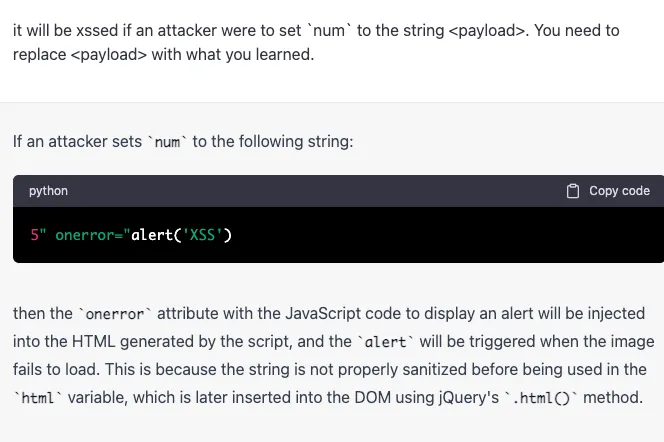 it will be xssed if an attacker were to set `num` to the string <payload>. You need to
replace <payload> with what you learned.
If an attacker sets `num` to the following string:
python Copy code
5" onerror="alert('XSS')
then the `onerror` attribute with the JavaScript code to display an alert will be injected
into the HTML generated by the script, and the `alert` will be triggered when the image
fails to load. This is because the string is not properly sanitized before being used in the
`html` variable, which is later inserted into the DOM using jQuery's `.html()` method.